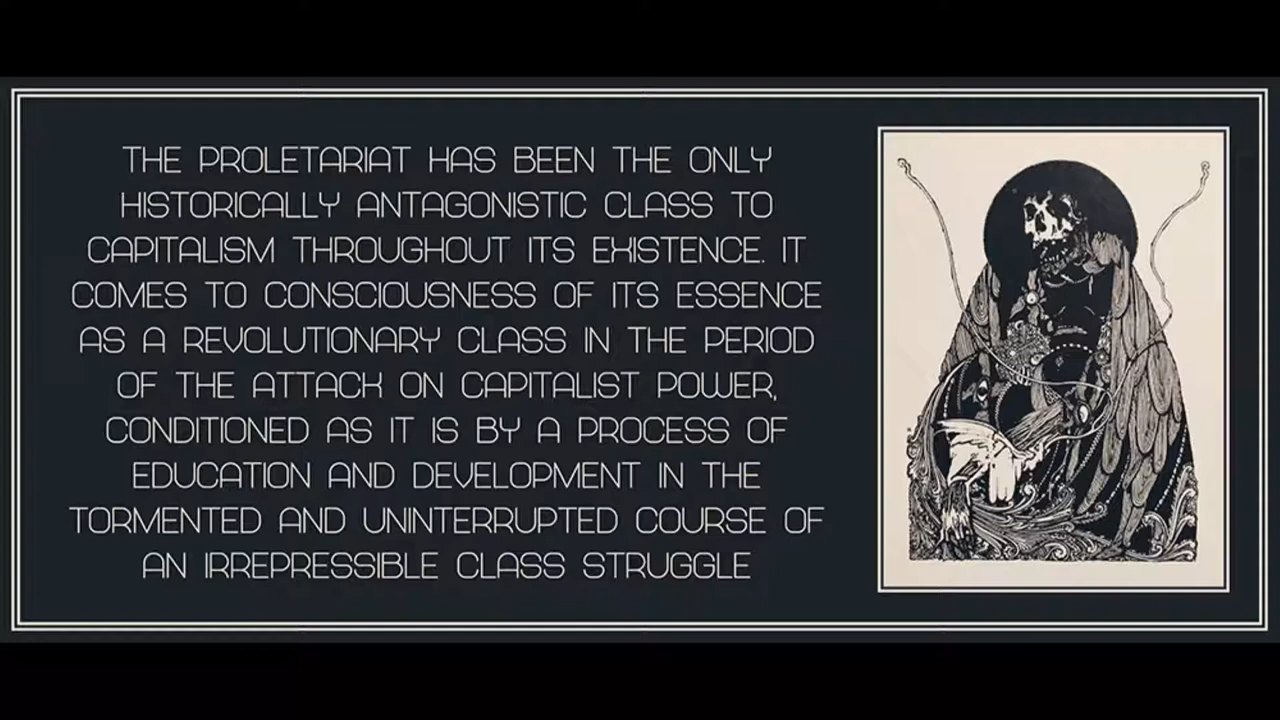 THE PROLETARIAT HAS BEEN THE ONLY
HISTORICALLY ANTAGONISTIC CLASS TO
CAPITALISM THROUGHOUT ITS EXISTENCE. IT
COMES TO CONSCIOUSNESS OF ITS ESSENCE
AS A REVOLUTIONARY CLASS IN THE PERIOD
OF THE ATTACK ON CAPITALIST POWER,
CONDITIONED AS IT IS BY A PROCESS OF
EDUCATION AND DEVELOPMENT IN THE
TORMENTED AND UNINTERRUPTED COURSE OF
AN IRREPRESSIBLE CLASS STRUGGLE